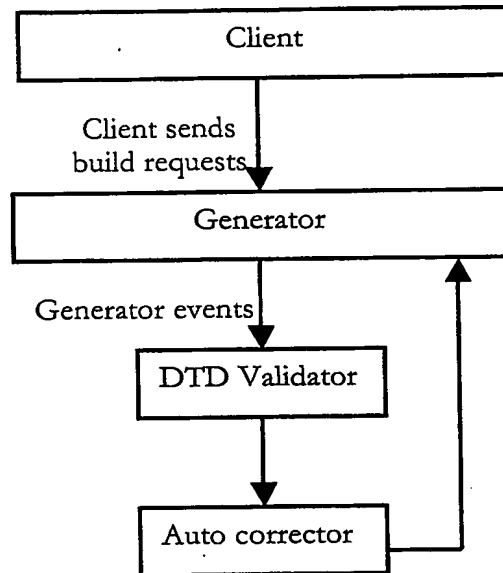 Client
Client sends
build requests
Generator
Generator events
DTD Validator
Auto corrector